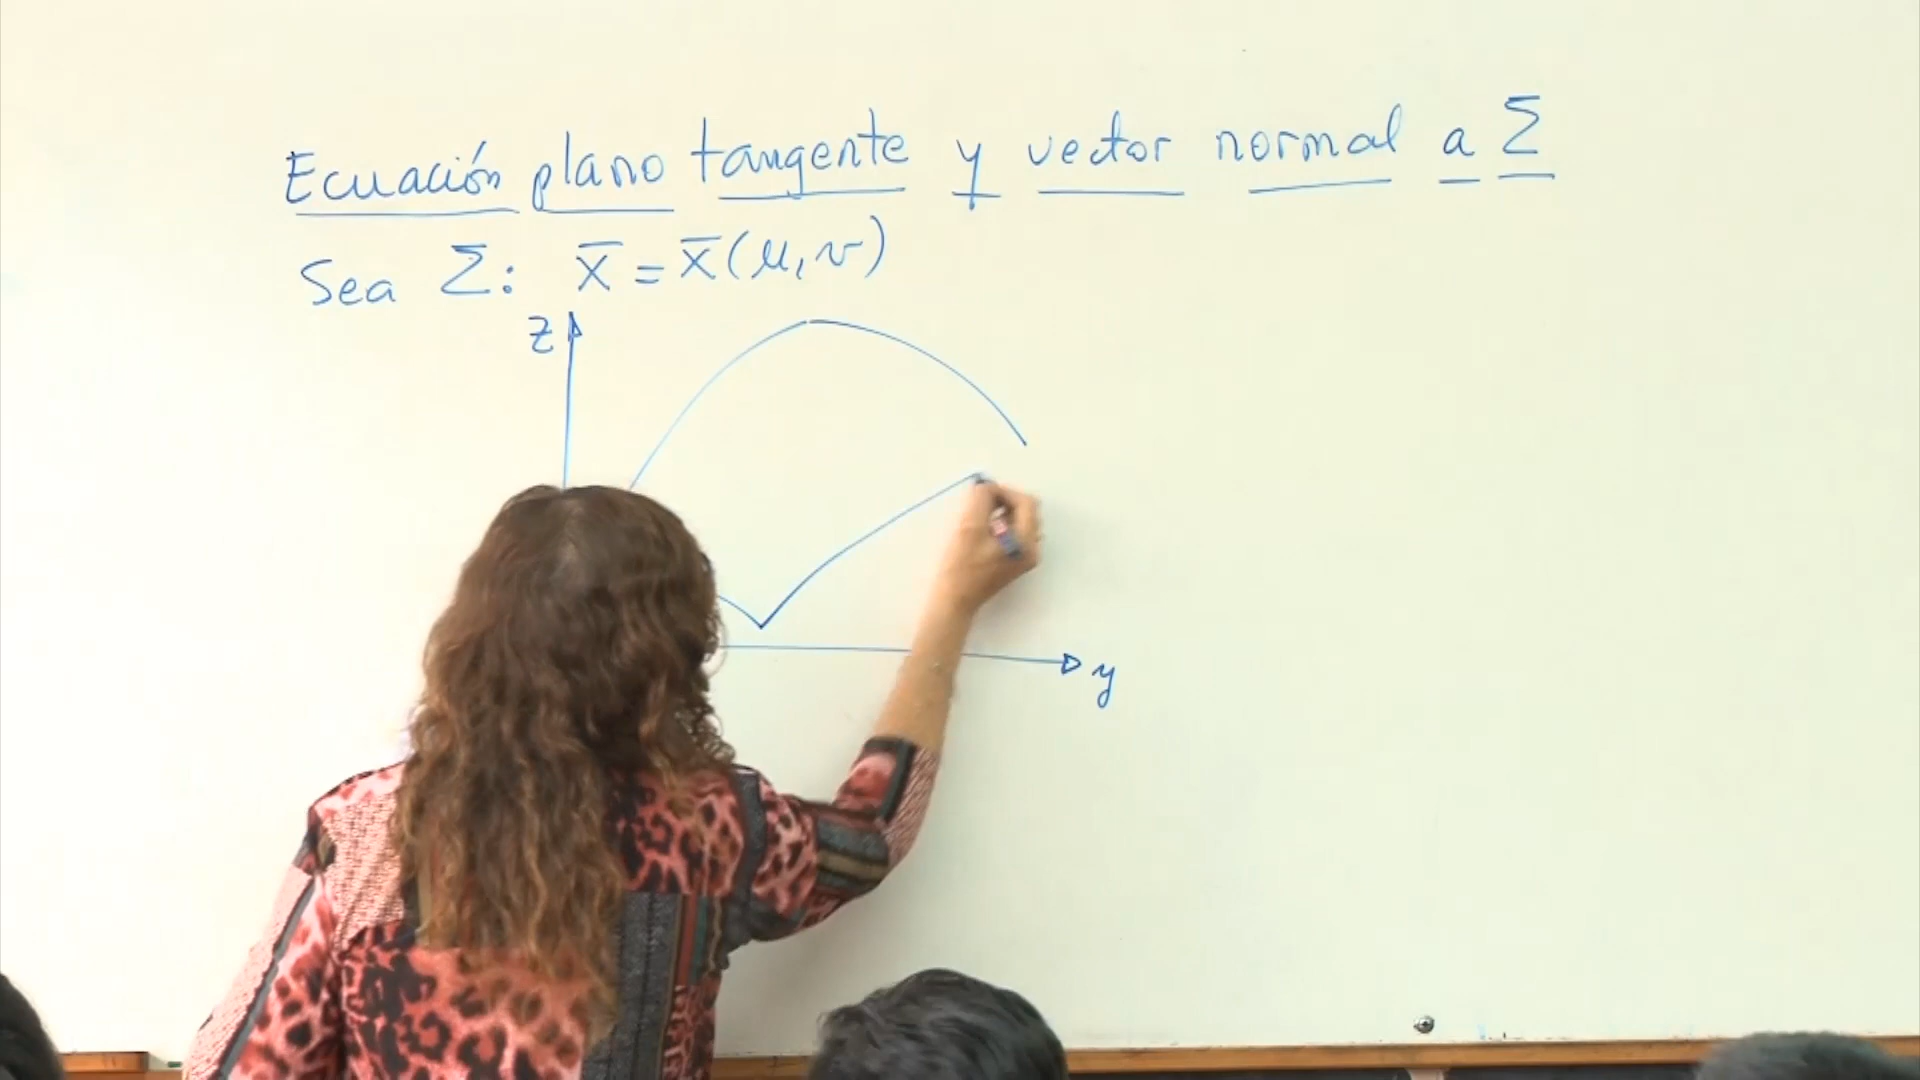 Ecuación plano tangente y vector normal a Σ
Sea Σ: x̄ = x̄(u,v)
z
y